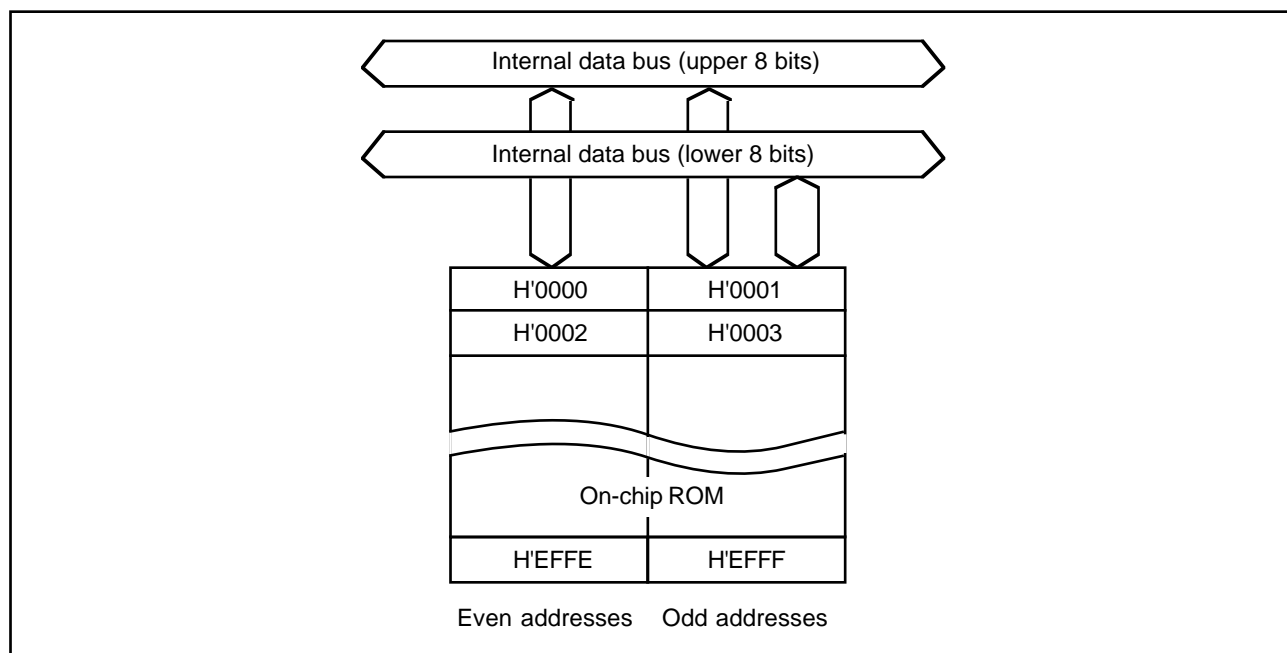 Internal data bus (upper 8 bits)
Internal data bus (lower 8 bits)
H'0000 H'0001
H'0002 H'0003
On-chip ROM
H'EFFE H'EFFF
Even addresses Odd addresses